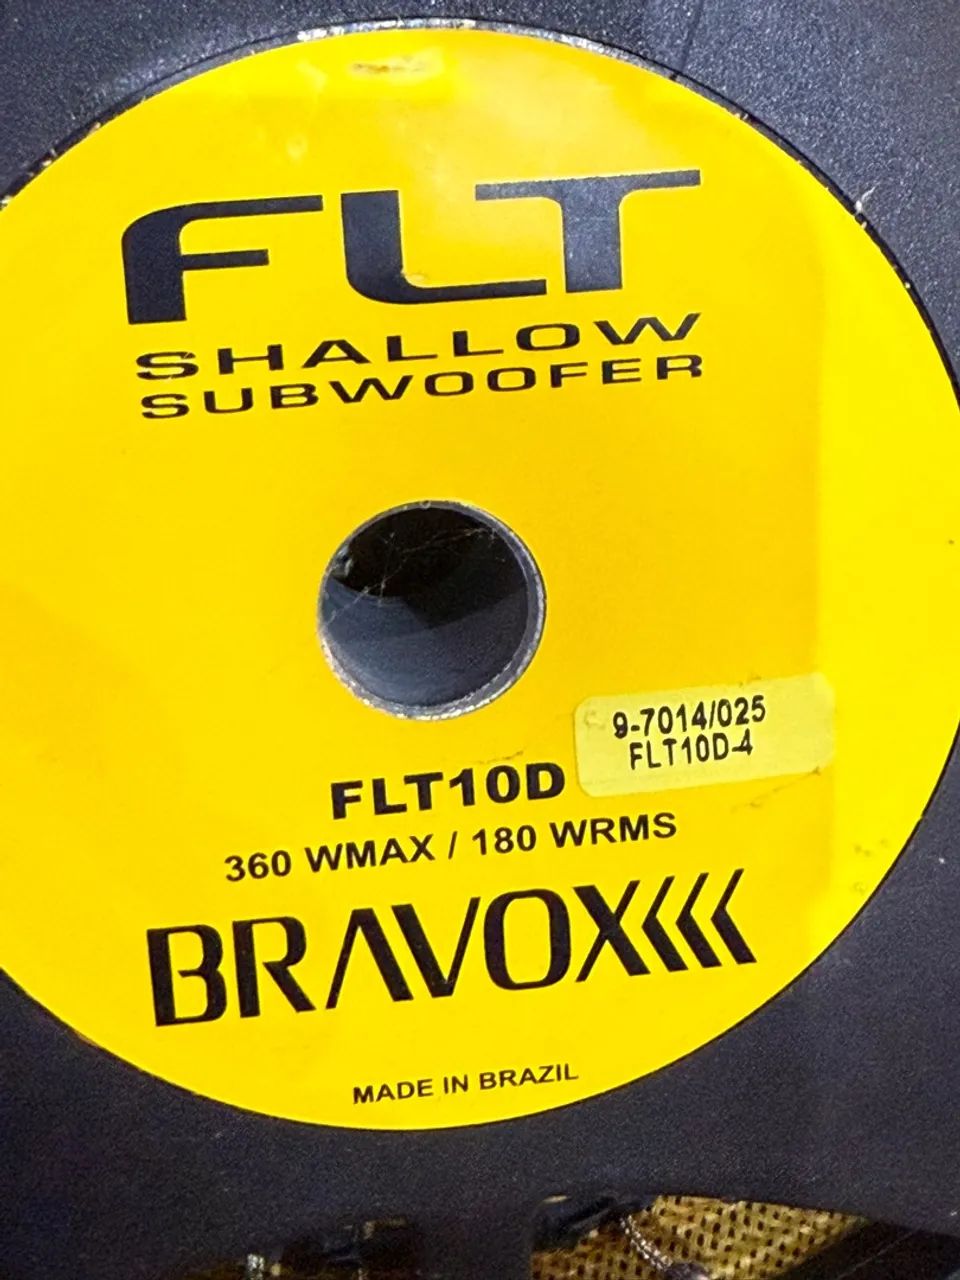 FLT
SHALLOW
SUBWOOFER
9-7014/025
FLT10D-4
FLT10D
360 WMAX / 180 WRMS
BRAVOX
MADE IN BRAZIL